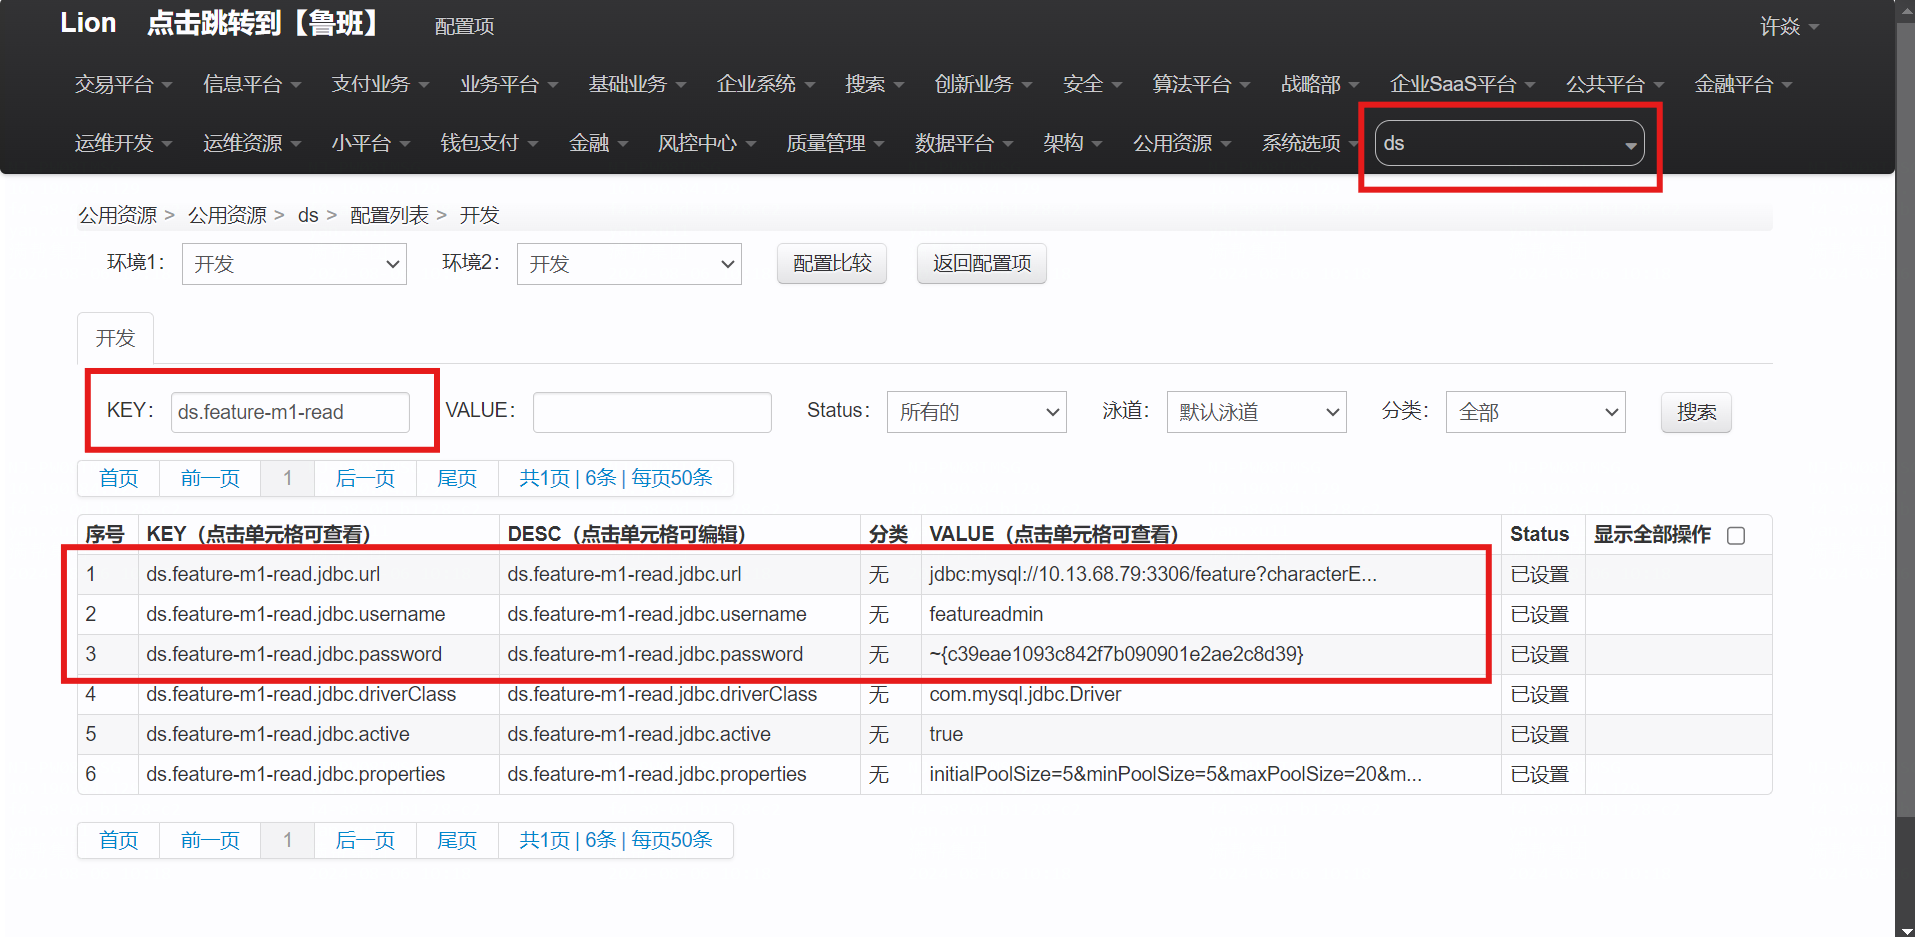 Lion 点击跳转到【鲁班】 配置项 许焱
交易平台 信息平台 支付业务 业务平台 基础业务 企业系统 搜索 创新业务 安全 算法平台 战略部 企业SaaS平台 公共平台 金融平台
运维开发 运维资源 小平台 钱包支付 金融 风控中心 质量管理 数据平台 架构 公用资源 系统选项 ds
公用资源 > 公用资源 > ds > 配置列表 > 开发
环境1： 开发 环境2： 开发 配置比较 返回配置项
开发
KEY： ds.feature-m1-read VALUE： Status： 所有的 泳道： 默认泳道 分类： 全部 搜索
首页 前一页 1 后一页 尾页 共1页 | 6条 | 每页50条
序号 KEY（点击单元格可查看） DESC（点击单元格可编辑） 分类 VALUE（点击单元格可查看） Status 显示全部操作
1 ds.feature-m1-read.jdbc.url ds.feature-m1-read.jdbc.url 无 jdbc:mysql://10.13.68.79:3306/feature?characterE... 已设置
2 ds.feature-m1-read.jdbc.username ds.feature-m1-read.jdbc.username 无 featureadmin 已设置
3 ds.feature-m1-read.jdbc.password ds.feature-m1-read.jdbc.password 无 ~{c39eae1093c842f7b090901e2ae2c8d39} 已设置
4 ds.feature-m1-read.jdbc.driverClass ds.feature-m1-read.jdbc.driverClass 无 com.mysql.jdbc.Driver 已设置
5 ds.feature-m1-read.jdbc.active ds.feature-m1-read.jdbc.active 无 true 已设置
6 ds.feature-m1-read.jdbc.properties ds.feature-m1-read.jdbc.properties 无 initialPoolSize=5&minPoolSize=5&maxPoolSize=20&m... 已设置
首页 前一页 1 后一页 尾页 共1页 | 6条 | 每页50条